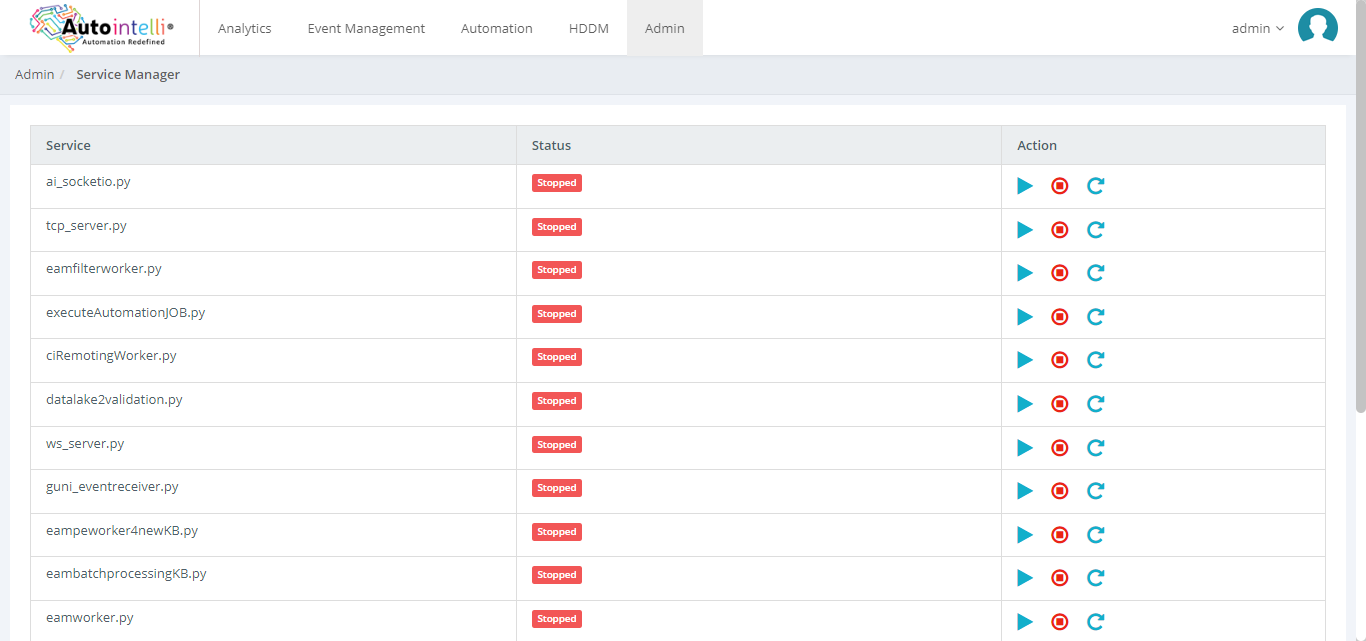 Autointelli®
Automation Redefined
Analytics
Event Management
Automation
HDDM
Admin
admin
Admin / Service Manager
Service Status Action
ai_socketio.py Stopped
tcp_server.py Stopped
eamfilterworker.py Stopped
executeAutomationJOB.py Stopped
ciRemotingWorker.py Stopped
datalake2validation.py Stopped
ws_server.py Stopped
guni_eventreceiver.py Stopped
eampeworker4newKB.py Stopped
eambatchprocessingKB.py Stopped
eamworker.py Stopped